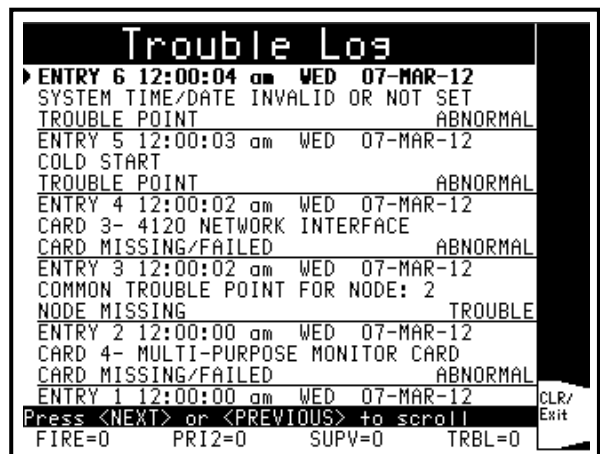 Trouble Log
ENTRY 6 12:00:04 am WED 07-MAR-12
SYSTEM TIME/DATE INVALID OR NOT SET
TROUBLE POINT ABNORMAL
ENTRY 5 12:00:03 am WED 07-MAR-12
COLD START
TROUBLE POINT ABNORMAL
ENTRY 4 12:00:02 am WED 07-MAR-12
CARD 3- 4120 NETWORK INTERFACE
CARD MISSING/FAILED ABNORMAL
ENTRY 3 12:00:02 am WED 07-MAR-12
COMMON TROUBLE POINT FOR NODE: 2
NODE MISSING TROUBLE
ENTRY 2 12:00:00 am WED 07-MAR-12
CARD 4- MULTI-PURPOSE MONITOR CARD
CARD MISSING/FAILED ABNORMAL
ENTRY 1 12:00:00 am WED 07-MAR-12
Press <NEXT> or <PREVIOUS> to scroll
CLR/
Exit
FIRE=0 PRI2=0 SUPV=0 TRBL=0